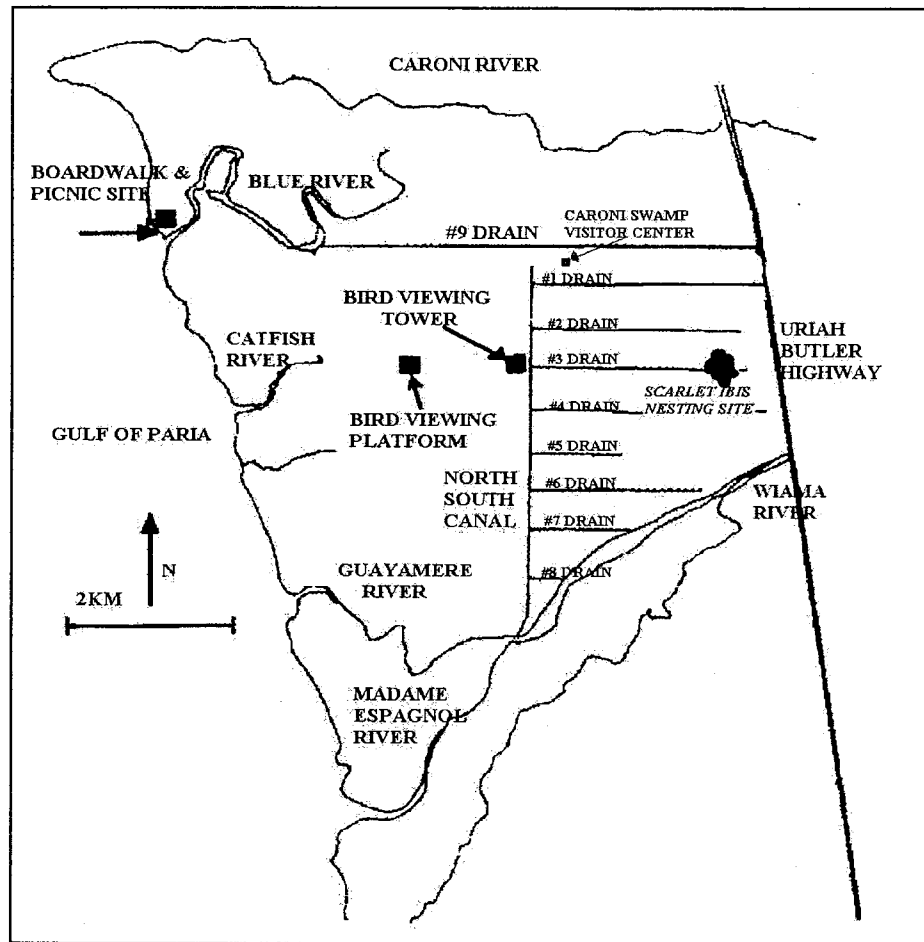 CARONI RIVER
BOARDWALK &
PICNIC SITE
BLUE RIVER
#9 DRAIN
CARONI SWAMP
VISITOR CENTER
#1 DRAIN
BIRD VIEWING
TOWER
#2 DRAIN
URIAH
BUTLER
HIGHWAY
CATFISH
RIVER
#3 DRAIN
SCARLET IBIS
NESTING SITE
#4 DRAIN
BIRD VIEWING
PLATFORM
GULF OF PARIA
#5 DRAIN
NORTH
SOUTH
CANAL
#6 DRAIN
WIAMA
RIVER
#7 DRAIN
N
GUAYAMERE
RIVER
#8 DRAIN
2KM
MADAME
ESPAGNOL
RIVER